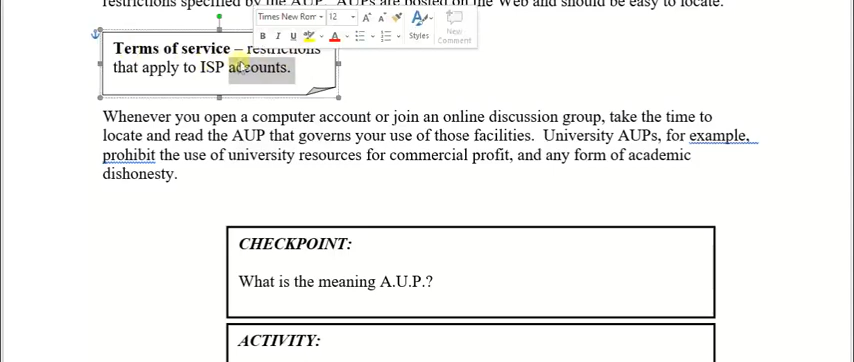 restrictions specified by the AUP. AUPs are posted on the Web and should be easy to locate.
Times New Rom 12
B I U Styles New Comment
Terms of service – restrictions
that apply to ISP accounts.
Whenever you open a computer account or join an online discussion group, take the time to
locate and read the AUP that governs your use of those facilities. University AUPs, for example,
prohibit the use of university resources for commercial profit, and any form of academic
dishonesty.
CHECKPOINT:
What is the meaning A.U.P.?
ACTIVITY: